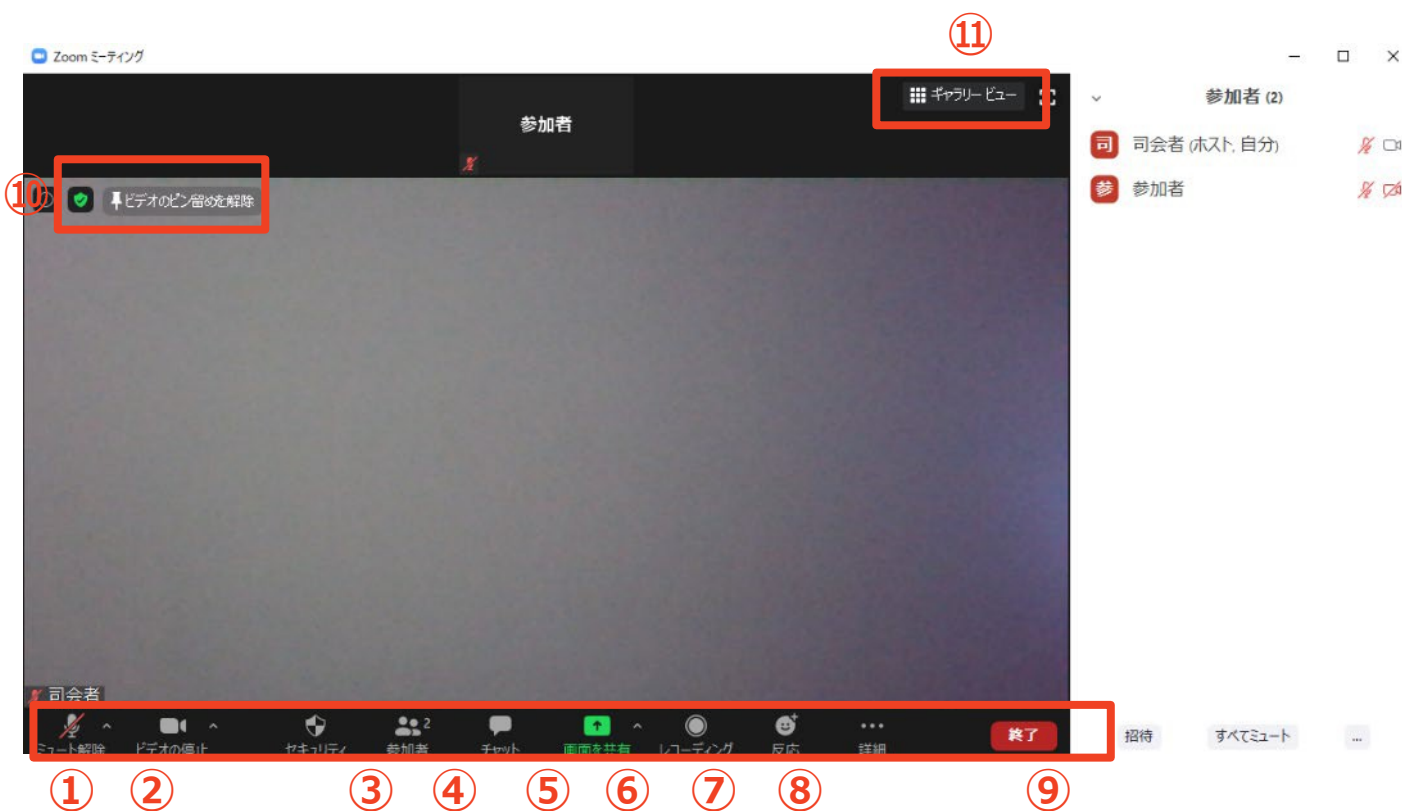 ⑪
Zoom ミーティング
ギャラリー ビュー
参加者 (2)
参加者
司 司会者 (ホスト, 自分)
参 参加者
⑩
ビデオのピン留めを解除
司会者
2
ミュート解除 ビデオの停止 セキュリティ 参加者 チャット 画面を共有 レコーディング 反応 詳細 終了
招待 すべてミュート ...
① ② ③ ④ ⑤ ⑥ ⑦ ⑧ ⑨